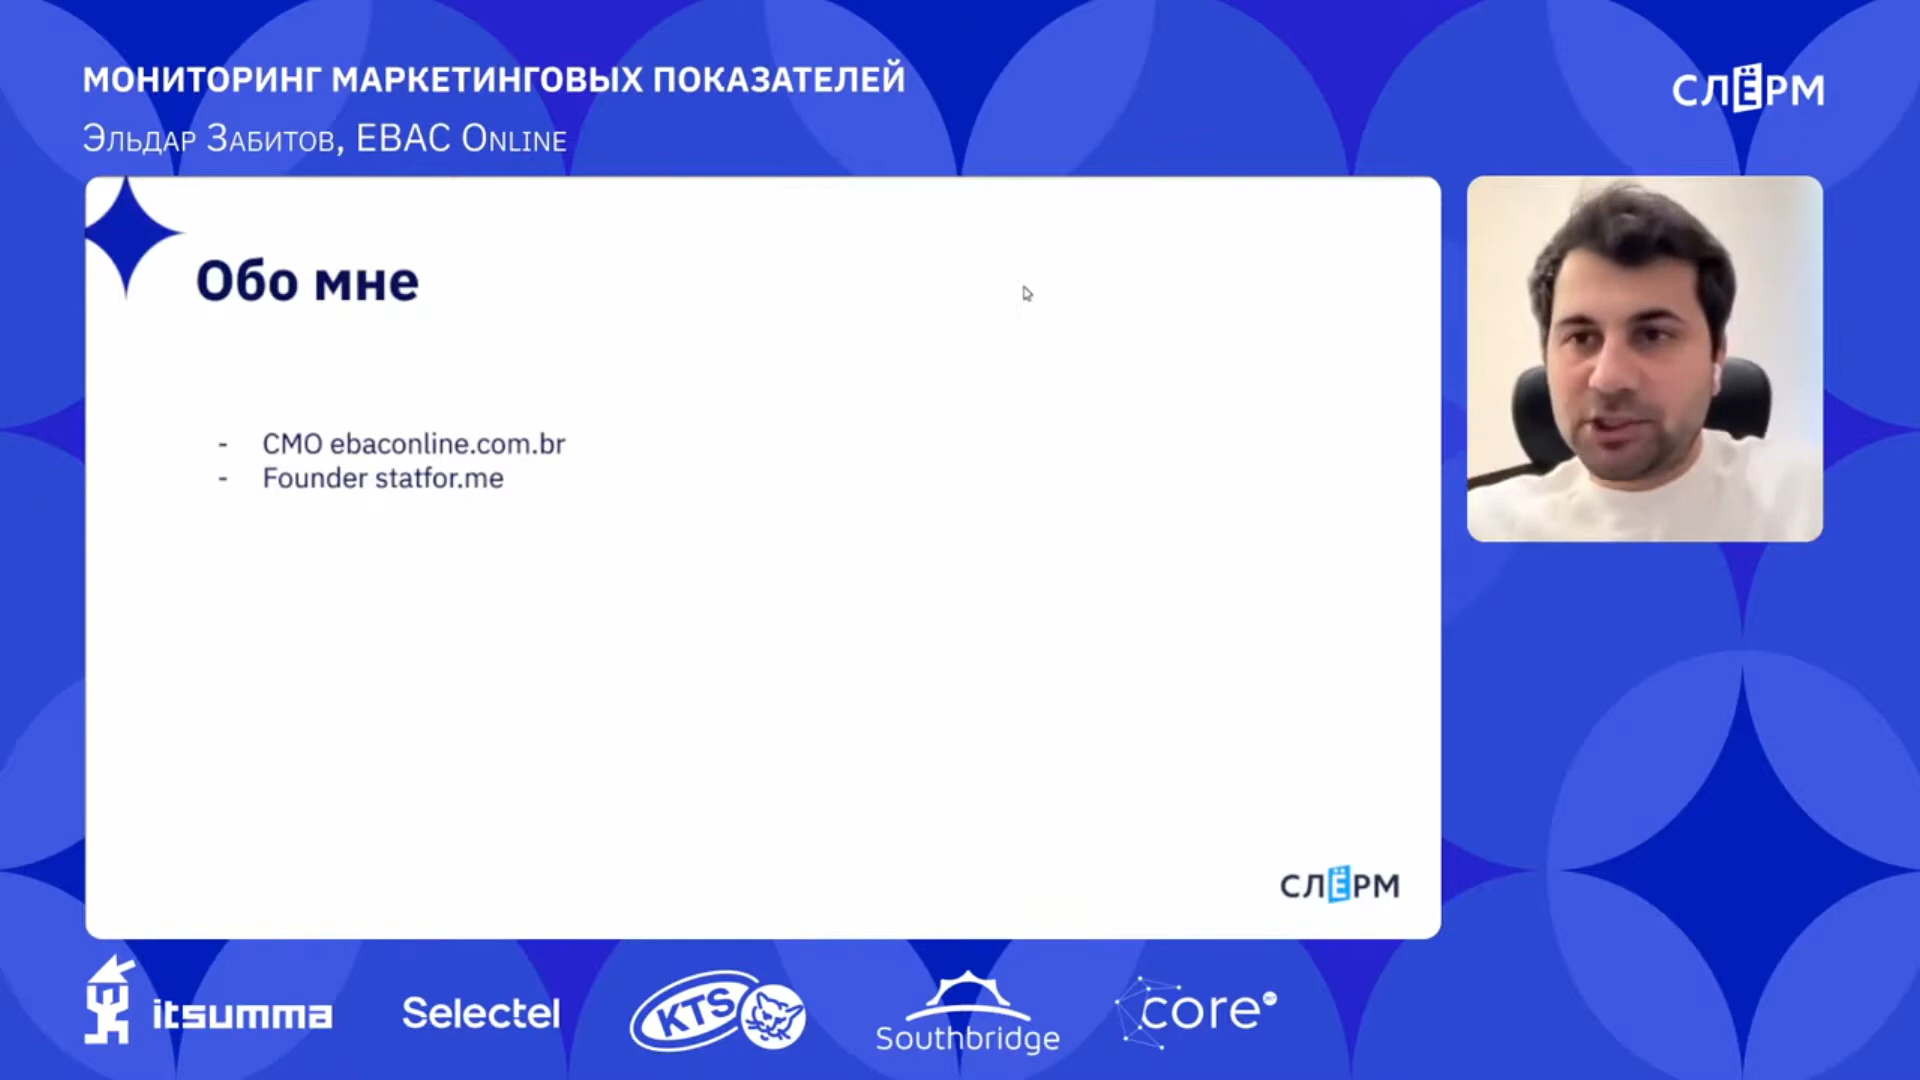 МОНИТОРИНГ МАРКЕТИНГОВЫХ ПОКАЗАТЕЛЕЙ
Эльдар Забитов, EBAC Online
СЛЁРМ
Обо мне
- CMO ebaconline.com.br
- Founder statfor.me
СЛЁРМ
itsumma
Selectel
KTS
Southbridge
core